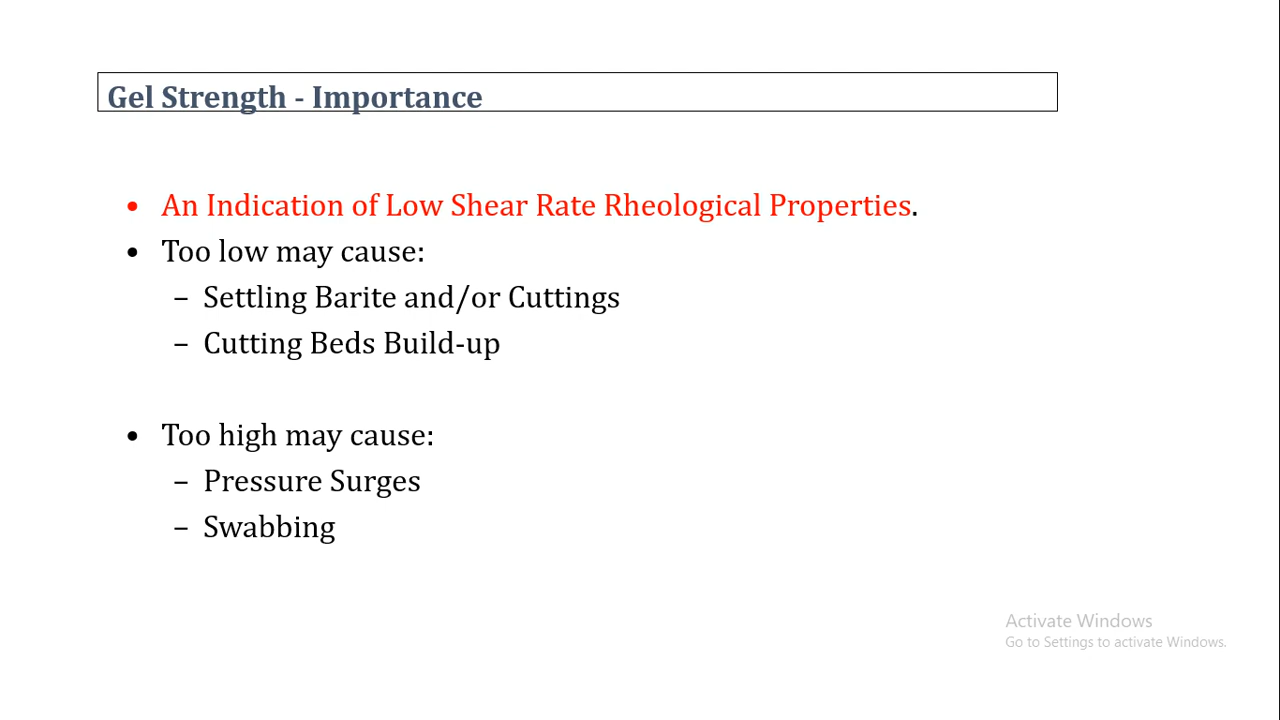 Gel Strength - Importance
• An Indication of Low Shear Rate Rheological Properties.
• Too low may cause:
– Settling Barite and/or Cuttings
– Cutting Beds Build-up
• Too high may cause:
– Pressure Surges
– Swabbing
Activate Windows
Go to Settings to activate Windows.